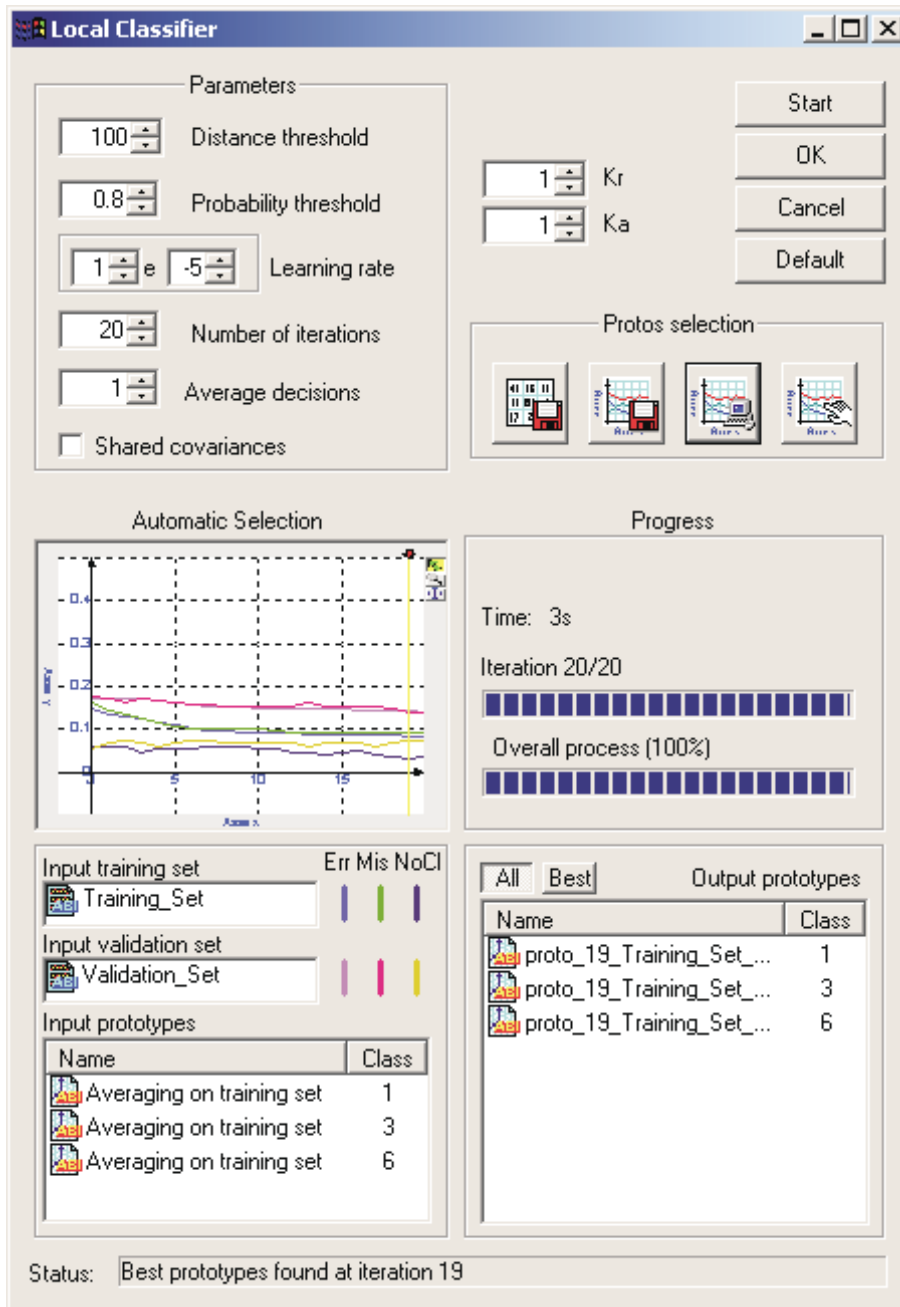 Local Classifier
Parameters
100 Distance threshold
0.8 Probability threshold
1 e -5 Learning rate
20 Number of iterations
1 Average decisions
Shared covariances
1 Kr
1 Ka
Start
OK
Cancel
Default
Protos selection
Automatic Selection
0.4
0.3
0.2
0.1
0
5
10
15
Progress
Time: 3s
Iteration 20/20
Overall process (100%)
Input training set
Err Mis NoCl
Training_Set
Input validation set
Validation_Set
Input prototypes
Name Class
Averaging on training set 1
Averaging on training set 3
Averaging on training set 6
All Best Output prototypes
Name Class
proto_19_Training_Set_... 1
proto_19_Training_Set_... 3
proto_19_Training_Set_... 6
Status: Best prototypes found at iteration 19